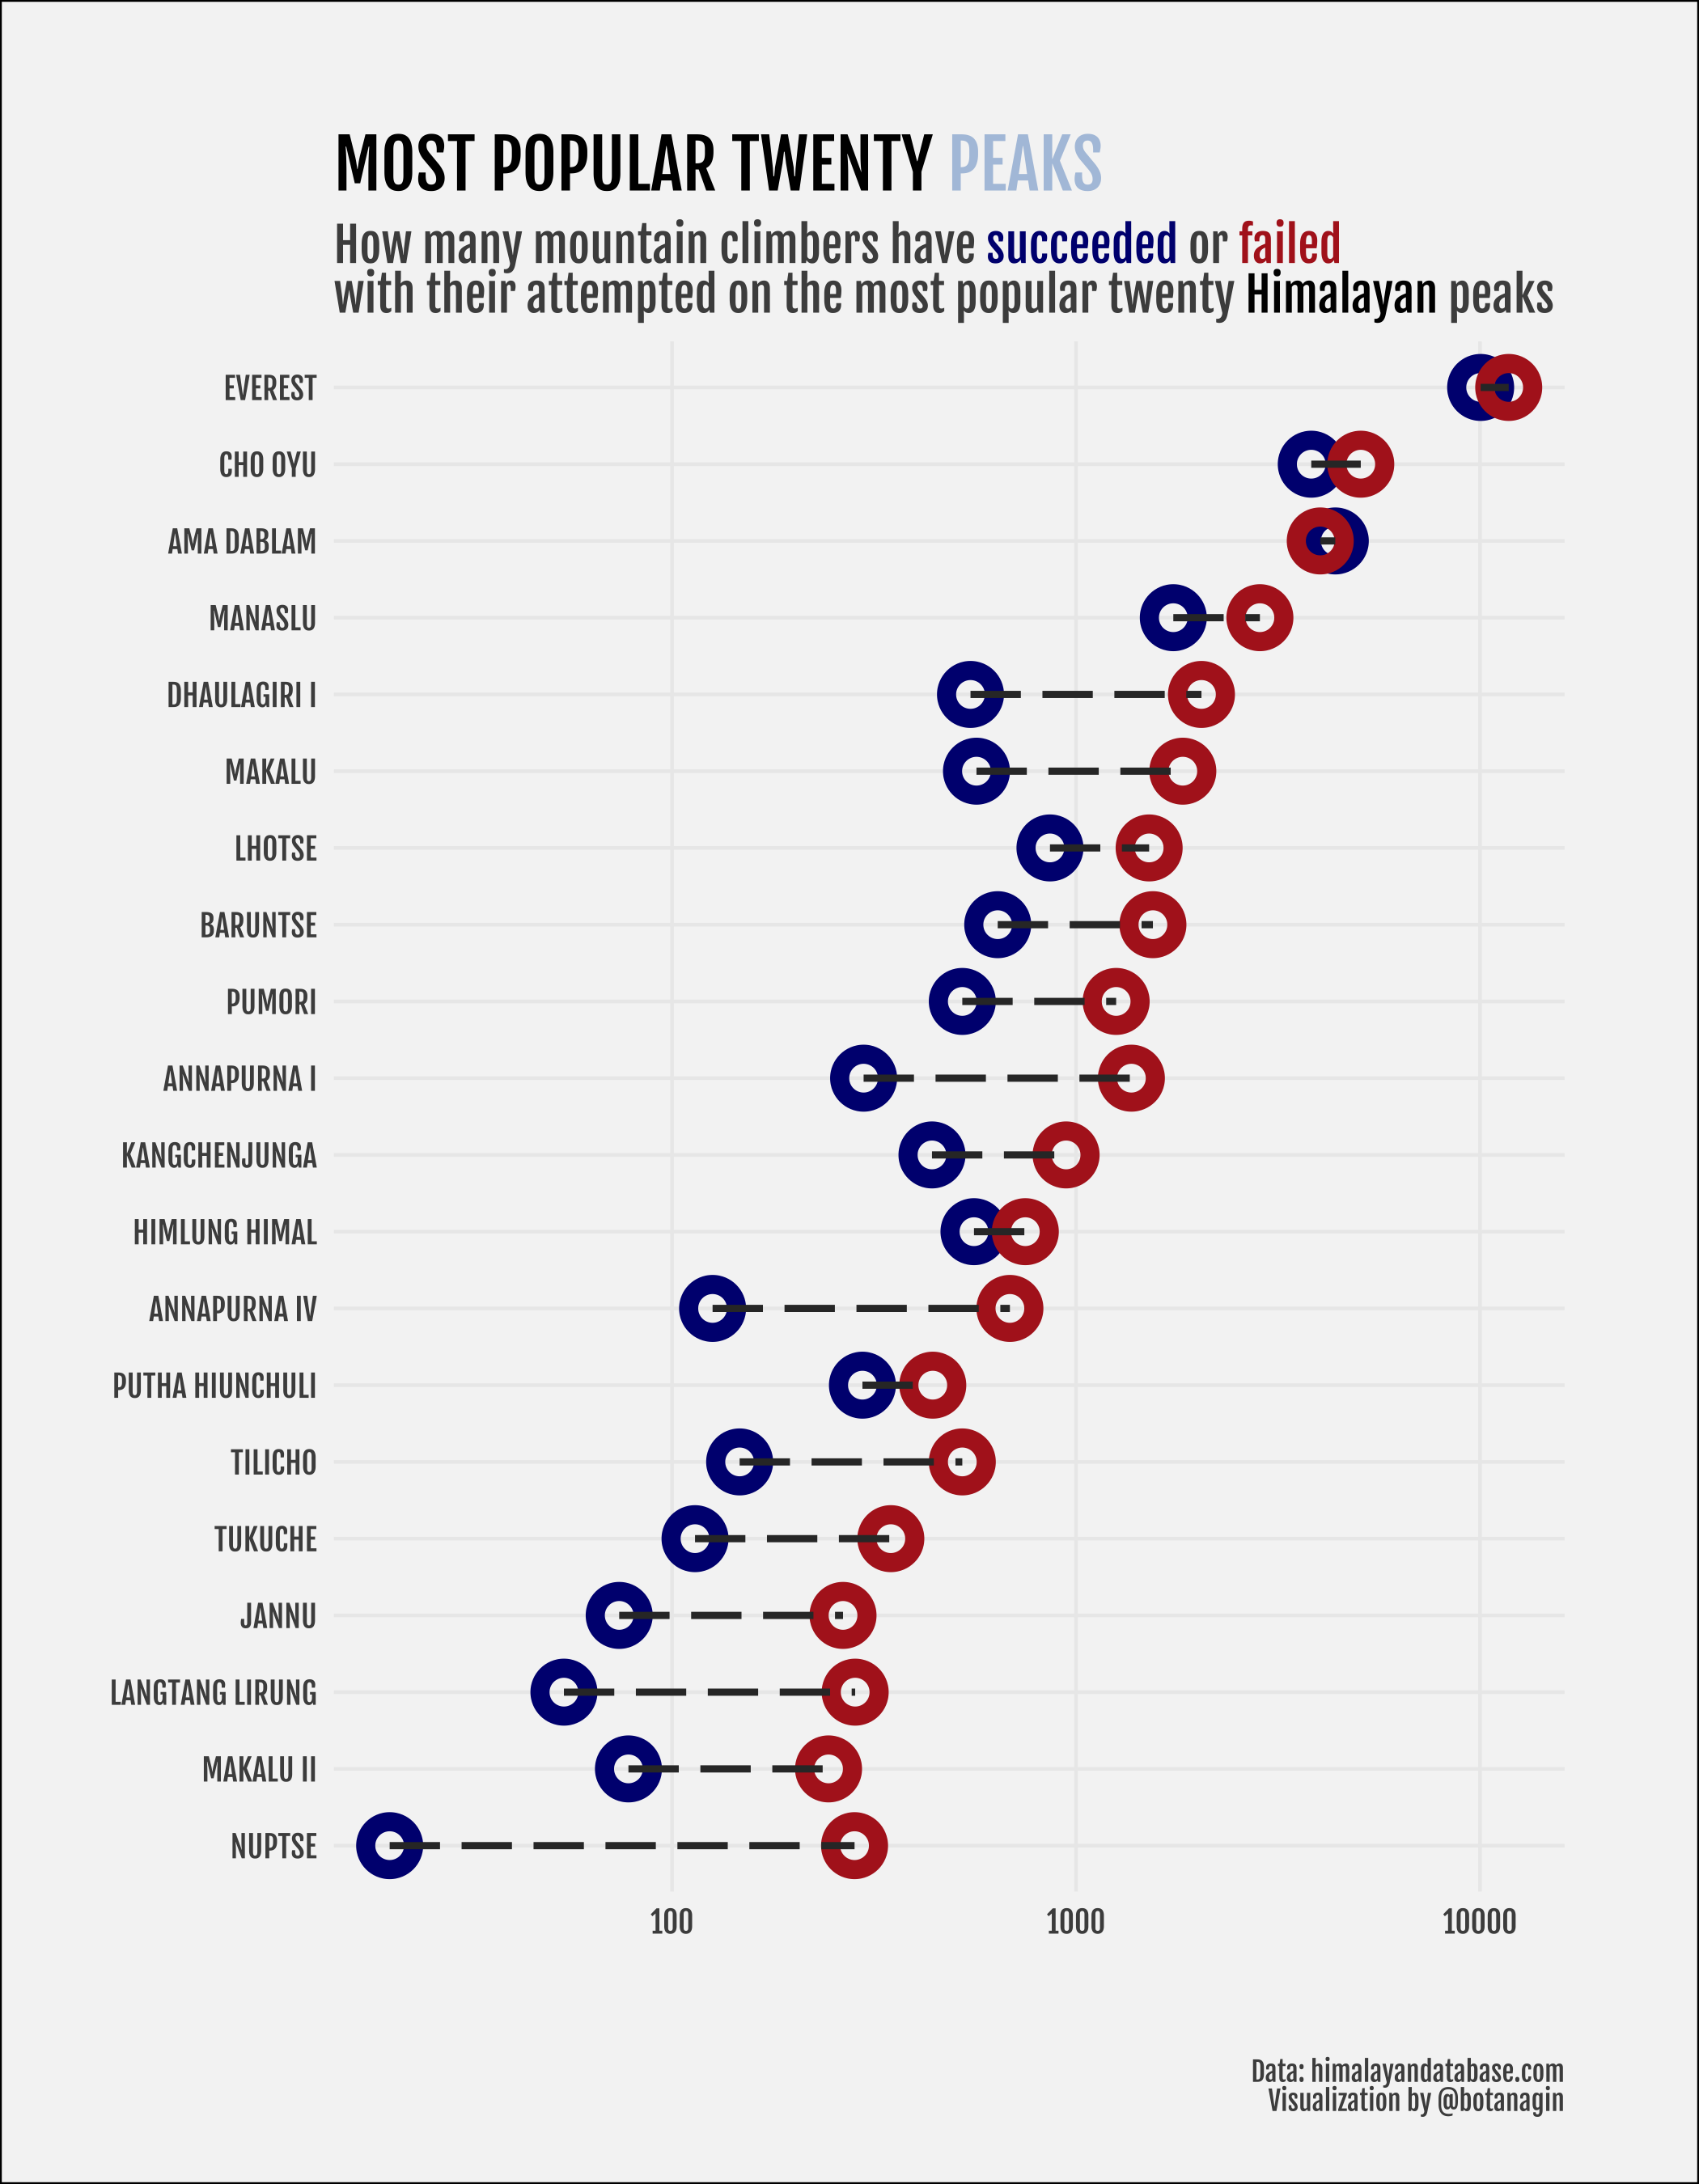 MOST POPULAR TWENTY PEAKS
How many mountain climbers have succeeded or failed
with their attempted on the most popular twenty Himalayan peaks
EVEREST
CHO OYU
AMA DABLAM
MANASLU
DHAULAGIRI I
MAKALU
LHOTSE
BARUNTSE
PUMORI
ANNAPURNA I
KANGCHENJUNGA
HIMLUNG HIMAL
ANNAPURNA IV
PUTHA HIUNCHULI
TILICHO
TUKUCHE
JANNU
LANGTANG LIRUNG
MAKALU II
NUPTSE
100 1000 10000
Data: himalayandatabase.com
Visualization by @botanagin